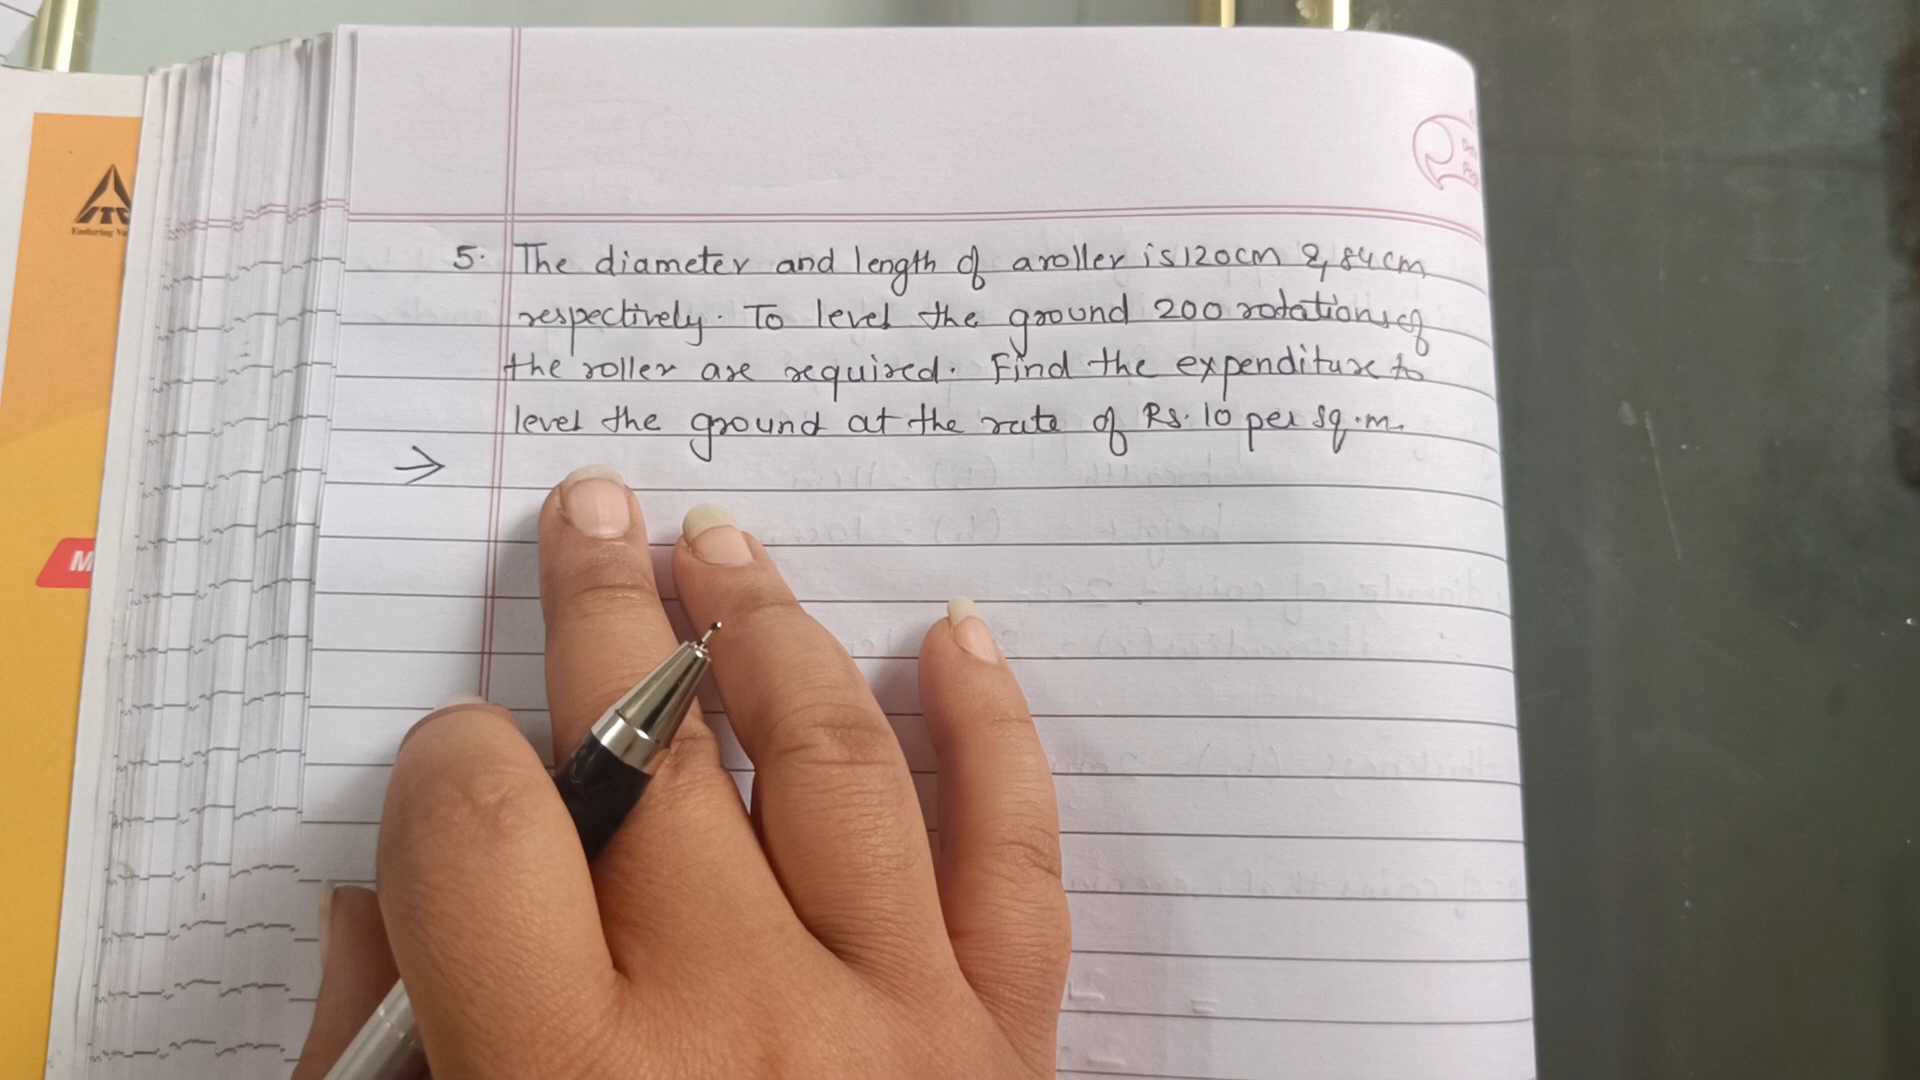 5. The diameter and length of a roller is 120cm & 84cm
respectively. To level the ground 200 rotations of
the roller are required. Find the expenditure to
level the ground at the rate of Rs. 10 per sq.m.
→
ITC
M